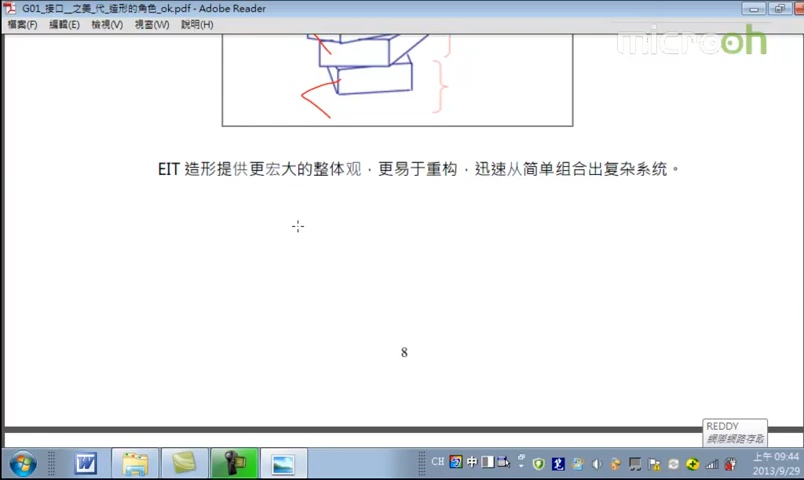 G01_接口__之美_代_造形的角色_ok.pdf - Adobe Reader
檔案(F) 編輯(E) 檢視(V) 視窗(W) 說明(H)
microoh
EIT 造形提供更宏大的整体观，更易于重构，迅速从简单组合出复杂系统。
8
REDDY
網際網路存取
CH 中
上午 09:44
2013/9/29